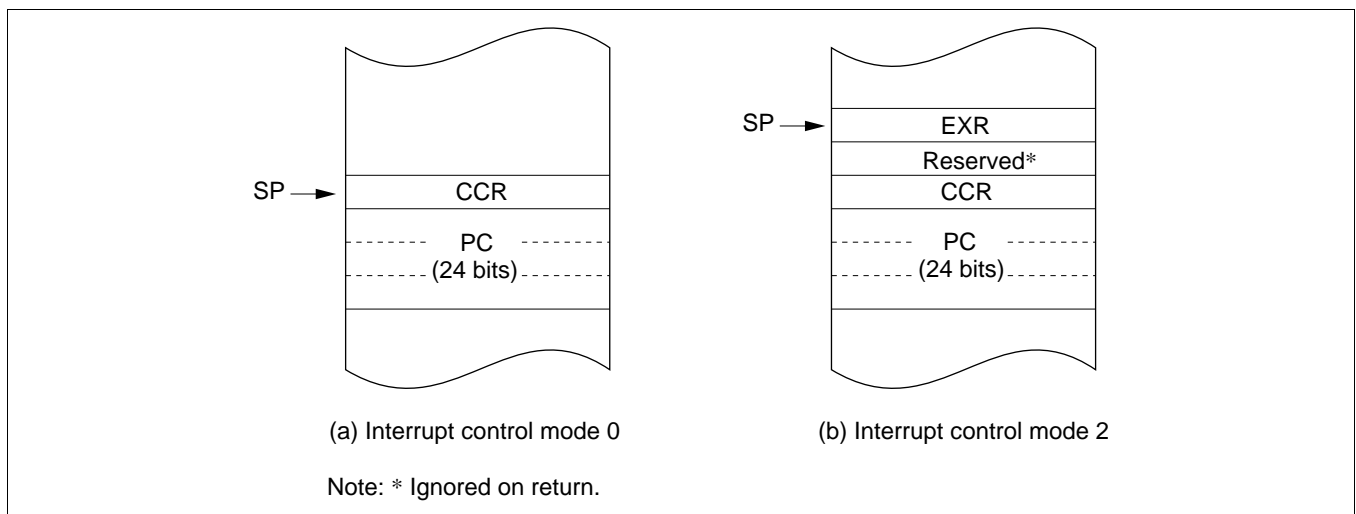 SP
CCR
PC
(24 bits)
(a) Interrupt control mode 0
SP
EXR
Reserved*
CCR
PC
(24 bits)
(b) Interrupt control mode 2
Note: * Ignored on return.